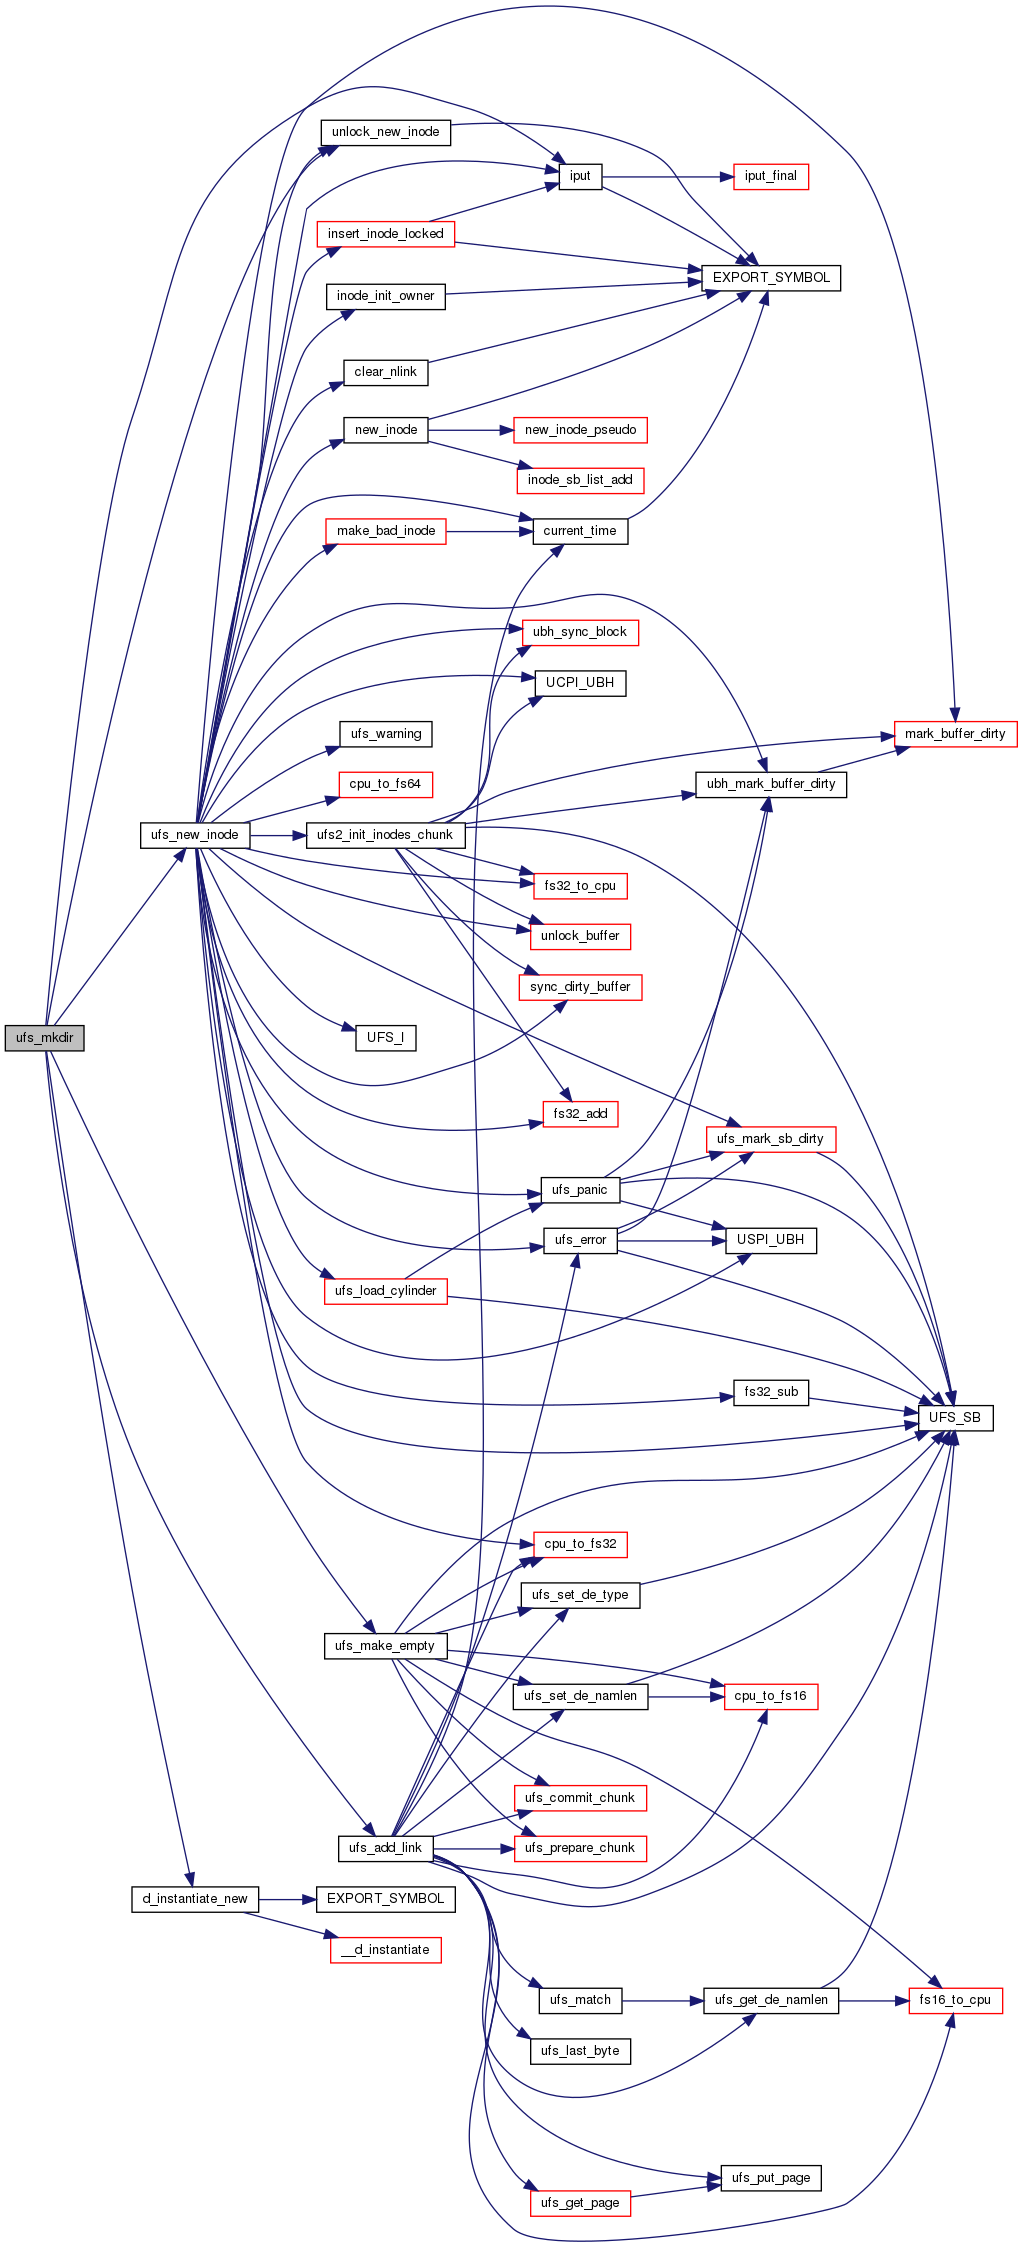 unlock_new_inode
iput
iput_final
insert_inode_locked
EXPORT_SYMBOL
inode_init_owner
clear_nlink
new_inode
new_inode_pseudo
inode_sb_list_add
make_bad_inode
current_time
ubh_sync_block
UCPI_UBH
ufs_warning
mark_buffer_dirty
cpu_to_fs64
ubh_mark_buffer_dirty
ufs_new_inode
ufs2_init_inodes_chunk
fs32_to_cpu
unlock_buffer
sync_dirty_buffer
ufs_mkdir
UFS_I
fs32_add
ufs_mark_sb_dirty
ufs_panic
ufs_error
USPI_UBH
ufs_load_cylinder
fs32_sub
UFS_SB
cpu_to_fs32
ufs_set_de_type
ufs_make_empty
ufs_set_de_namlen
cpu_to_fs16
ufs_commit_chunk
ufs_add_link
ufs_prepare_chunk
d_instantiate_new
EXPORT_SYMBOL
__d_instantiate
ufs_match
ufs_get_de_namlen
fs16_to_cpu
ufs_last_byte
ufs_put_page
ufs_get_page